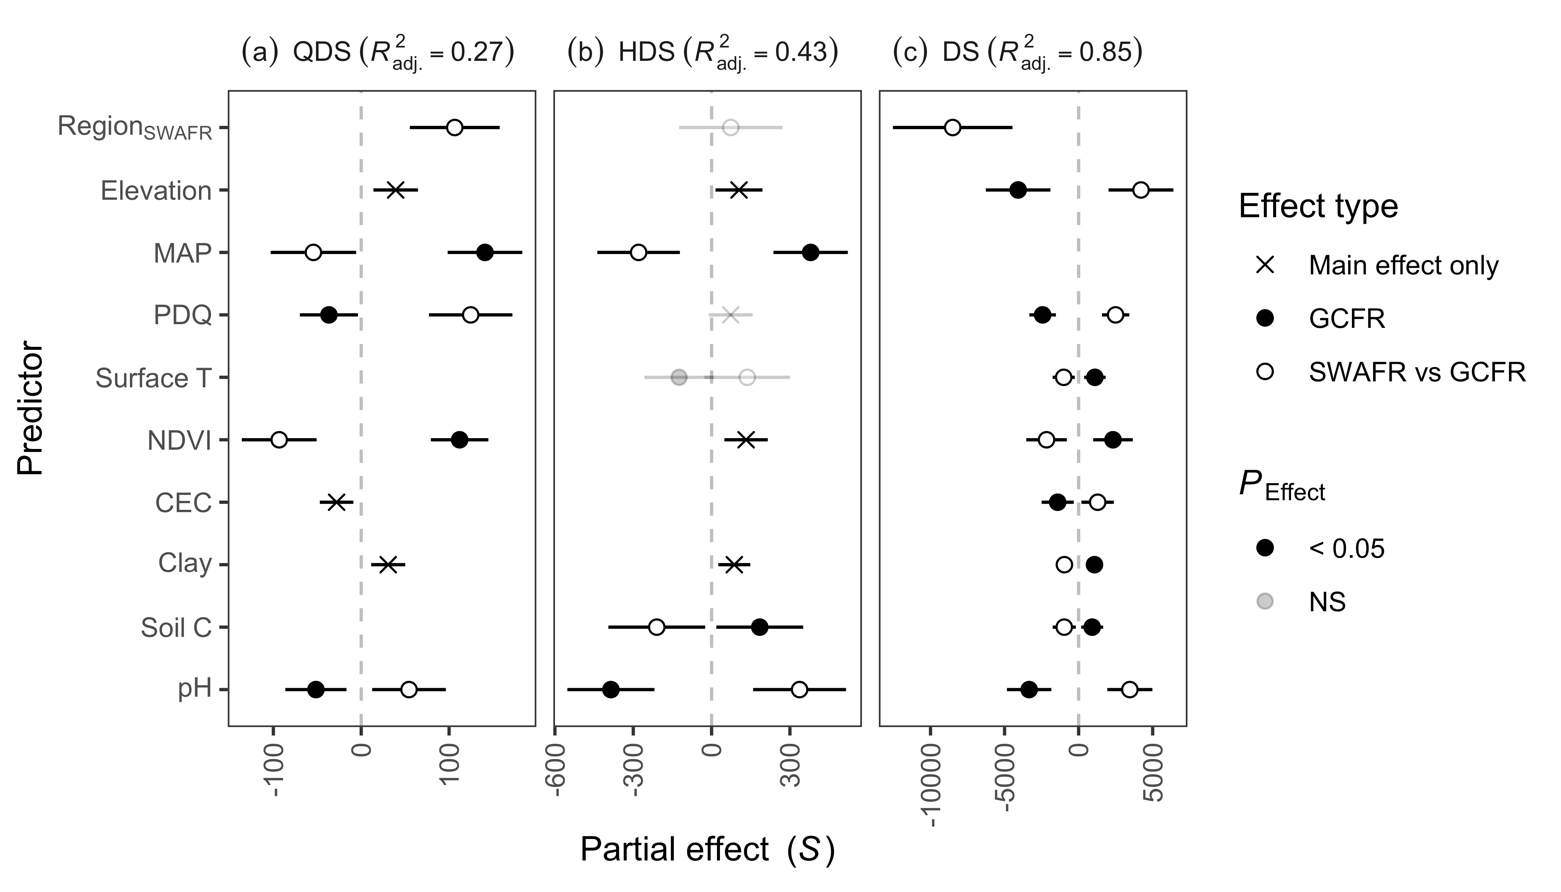 (a) QDS (R²adj. = 0.27)
(b) HDS (R²adj. = 0.43)
(c) DS (R²adj. = 0.85)
Predictor
RegionSWAFR
Elevation
MAP
PDQ
Surface T
NDVI
CEC
Clay
Soil C
pH
-100 0 100
-600 -300 0 300
-10000 -5000 0 5000
Partial effect (S)
Effect type
Main effect only
GCFR
SWAFR vs GCFR
PEffect
< 0.05
NS